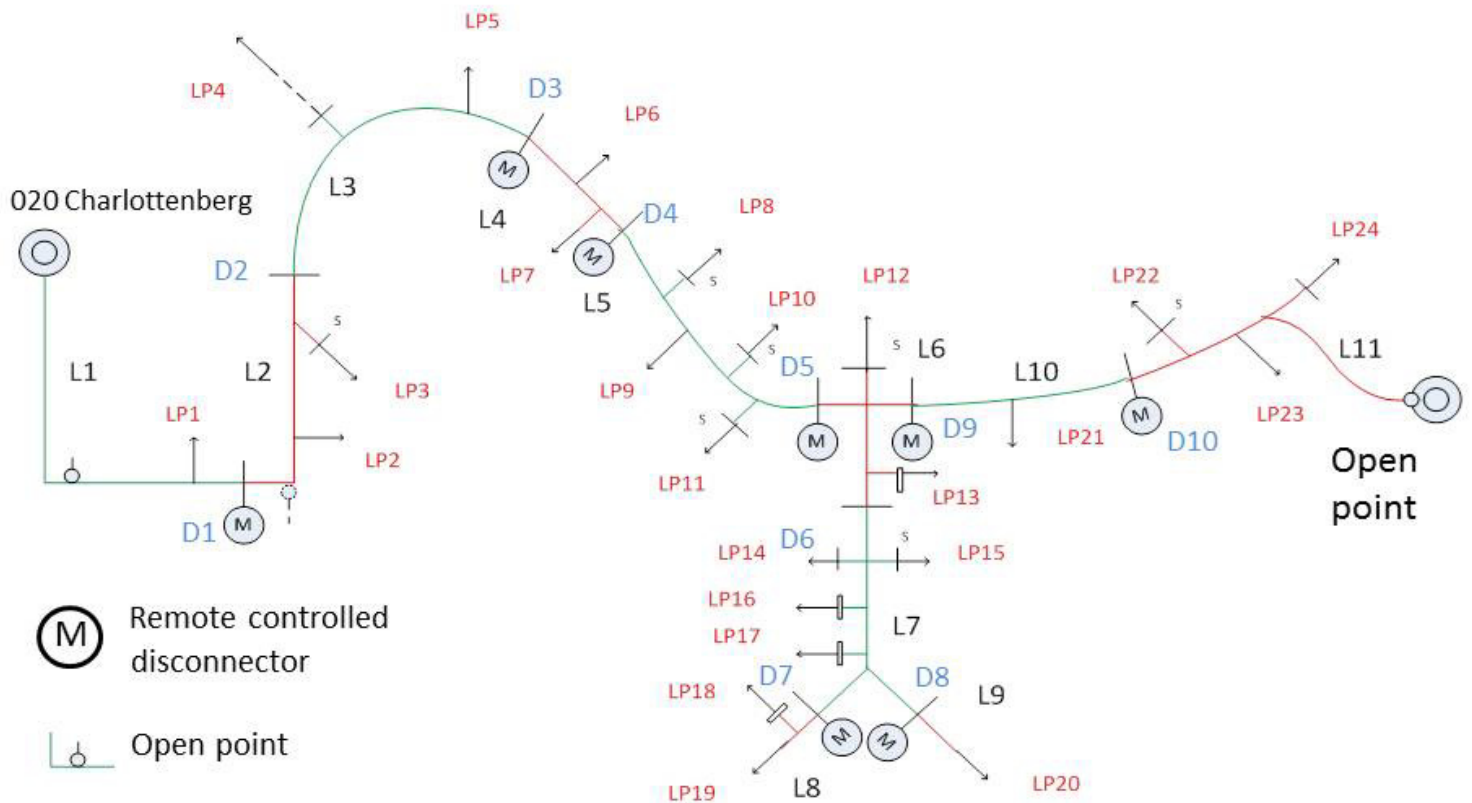 LP5
LP4
D3
LP6
020 Charlottenberg
L3
M
L4
D4
LP8
LP24
D2
M
LP7
L5
s
LP12
LP22
s
LP10
s
L1
L2
s
LP3
LP9
D5
s
L6
L10
L11
LP1
LP2
s
LP11
M
M
D9
LP21
M
D10
LP23
Open
point
D1
M
LP13
LP14
D6
s
LP15
LP16
LP17
L7
M
Remote controlled
disconnector
D7
D8
LP18
L9
M
M
Open point
LP19
L8
LP20